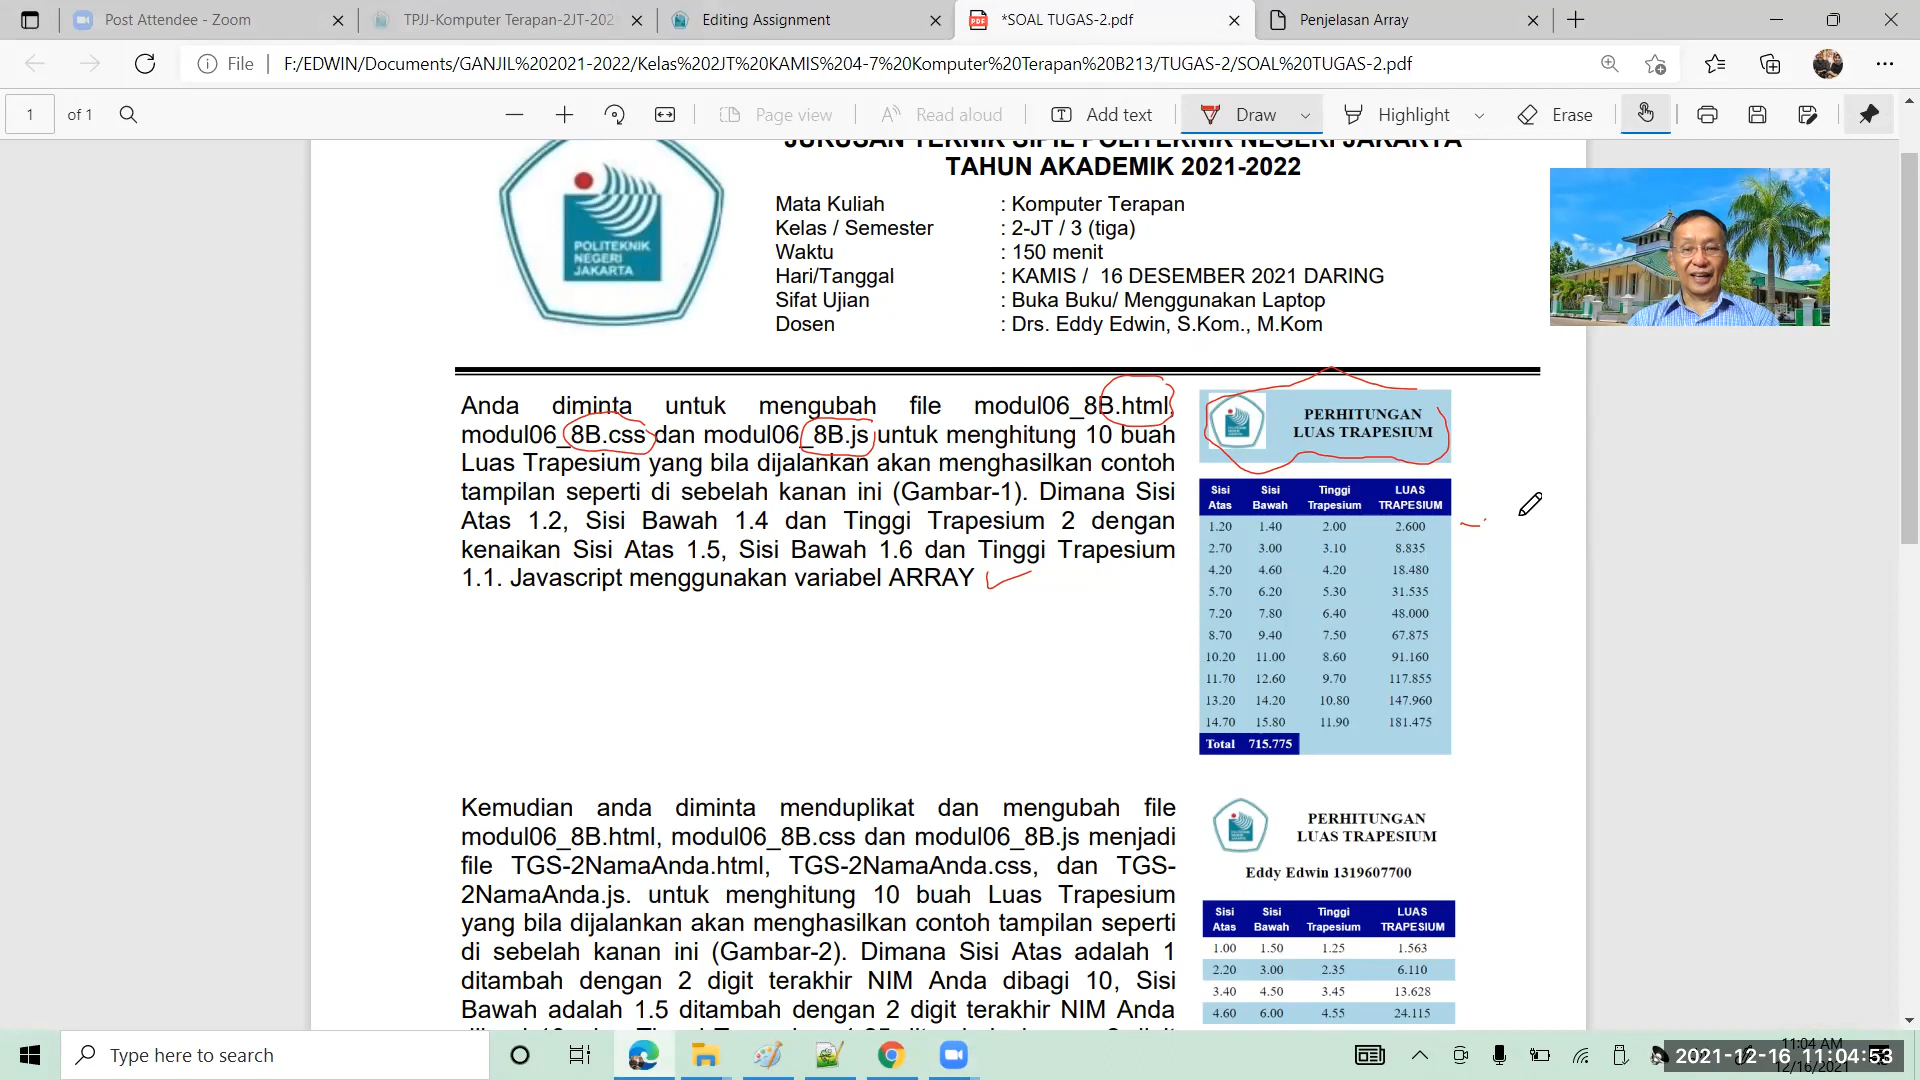 Post Attendee - Zoom
TPJJ-Komputer Terapan-2JT-202
Editing Assignment
*SOAL TUGAS-2.pdf
Penjelasan Array
File
F:/EDWIN/Documents/GANJIL%202021-2022/Kelas%202JT%20KAMIS%204-7%20Komputer%20Terapan%20B213/TUGAS-2/SOAL%20TUGAS-2.pdf
1 of 1
Page view
Read aloud
Add text
Draw
Highlight
Erase
JURUSAN TEKNIK SIPIL POLITEKNIK NEGERI JAKARTA
TAHUN AKADEMIK 2021-2022
POLITEKNIK
NEGERI
JAKARTA
Mata Kuliah : Komputer Terapan
Kelas / Semester : 2-JT / 3 (tiga)
Waktu : 150 menit
Hari/Tanggal : KAMIS / 16 DESEMBER 2021 DARING
Sifat Ujian : Buka Buku/ Menggunakan Laptop
Dosen : Drs. Eddy Edwin, S.Kom., M.Kom
Anda diminta untuk mengubah file modul06_8B.html,
modul06_8B.css dan modul06_8B.js untuk menghitung 10 buah
Luas Trapesium yang bila dijalankan akan menghasilkan contoh
tampilan seperti di sebelah kanan ini (Gambar-1). Dimana Sisi
Atas 1.2, Sisi Bawah 1.4 dan Tinggi Trapesium 2 dengan
kenaikan Sisi Atas 1.5, Sisi Bawah 1.6 dan Tinggi Trapesium
1.1. Javascript menggunakan variabel ARRAY
PERHITUNGAN
LUAS TRAPESIUM
Sisi Sisi Tinggi LUAS
Atas Bawah Trapesium TRAPESIUM
1.20 1.40 2.00 2.600
2.70 3.00 3.10 8.835
4.20 4.60 4.20 18.480
5.70 6.20 5.30 31.535
7.20 7.80 6.40 48.000
8.70 9.40 7.50 67.875
10.20 11.00 8.60 91.160
11.70 12.60 9.70 117.855
13.20 14.20 10.80 147.960
14.70 15.80 11.90 181.475
Total 715.775
Kemudian anda diminta menduplikat dan mengubah file
modul06_8B.html, modul06_8B.css dan modul06_8B.js menjadi
file TGS-2NamaAnda.html, TGS-2NamaAnda.css, dan TGS-
2NamaAnda.js. untuk menghitung 10 buah Luas Trapesium
yang bila dijalankan akan menghasilkan contoh tampilan seperti
di sebelah kanan ini (Gambar-2). Dimana Sisi Atas adalah 1
ditambah dengan 2 digit terakhir NIM Anda dibagi 10, Sisi
Bawah adalah 1.5 ditambah dengan 2 digit terakhir NIM Anda
PERHITUNGAN
LUAS TRAPESIUM
Eddy Edwin 1319607700
Sisi Sisi Tinggi LUAS
Atas Bawah Trapesium TRAPESIUM
1.00 1.50 1.25 1.563
2.20 3.00 2.35 6.110
3.40 4.50 3.45 13.628
4.60 6.00 4.55 24.115
Type here to search
11:04 AM
2021-12-16 11:04:53